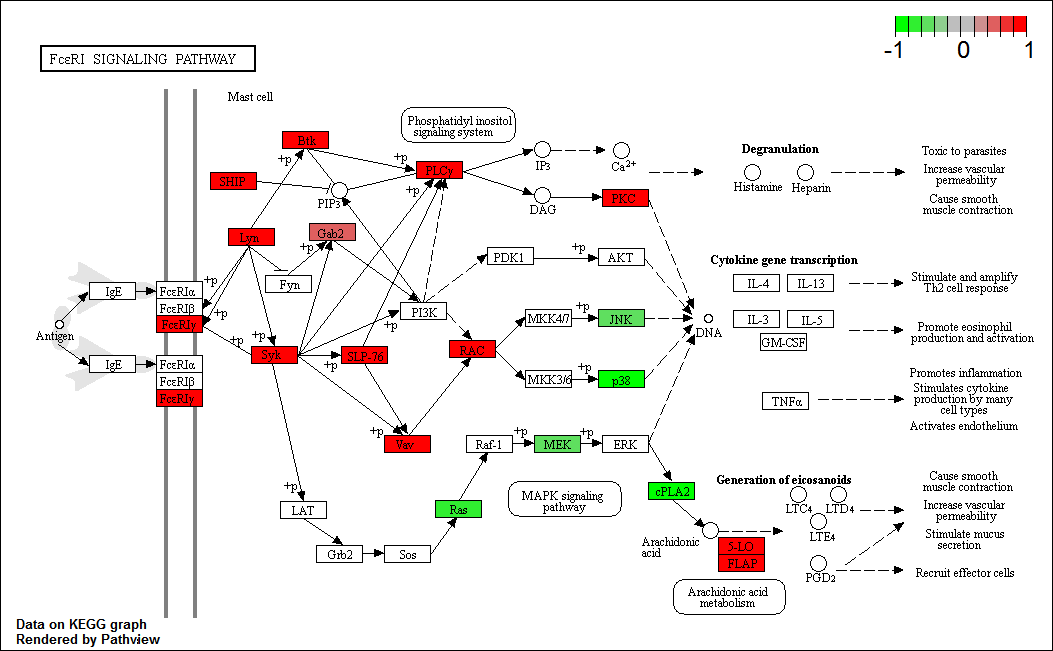 -1 0 1
FcεRI SIGNALING PATHWAY
Mast cell
Phosphatidyl inositol
signaling system
Btk
+p
+p
PLCγ
+p
SHIP
PIP3
IP3
Ca2+
DAG
PKC
Degranulation
Histamine
Heparin
Toxic to parasites
Increase vascular
permeability
Cause smooth
muscle contraction
Lyn
Gab2
+p
Fyn
PDK1
+p
AKT
Cytokine gene transcription
IL-4
IL-13
IL-3
IL-5
GM-CSF
Stimulate and amplify
Th2 cell response
Promote eosinophil
production and activation
Antigen
IgE
FcεRIα
FcεRIβ
FcεRIγ
+p
+p
IgE
FcεRIα
FcεRIβ
FcεRIγ
+p
Syk
+p
SLP-76
+p
PI3K
RAC
MKK4/7
+p
JNK
MKK3/6
+p
p38
DNA
TNFα
Promotes inflammation
Stimulates cytokine
production by many
cell types
Activates endothelium
+p
Vav
Raf-1
+p
MEK
+p
ERK
+p
LAT
Grb2
Sos
Ras
MAPK signaling
pathway
cPLA2
Arachidonic
acid
5-LO
FLAP
Arachidonic acid
metabolism
Generation of eicosanoids
LTC4
LTD4
LTE4
PGD2
Cause smooth
muscle contraction
Increase vascular
permeability
Stimulate mucus
secretion
Recruit effector cells
Data on KEGG graph
Rendered by Pathview